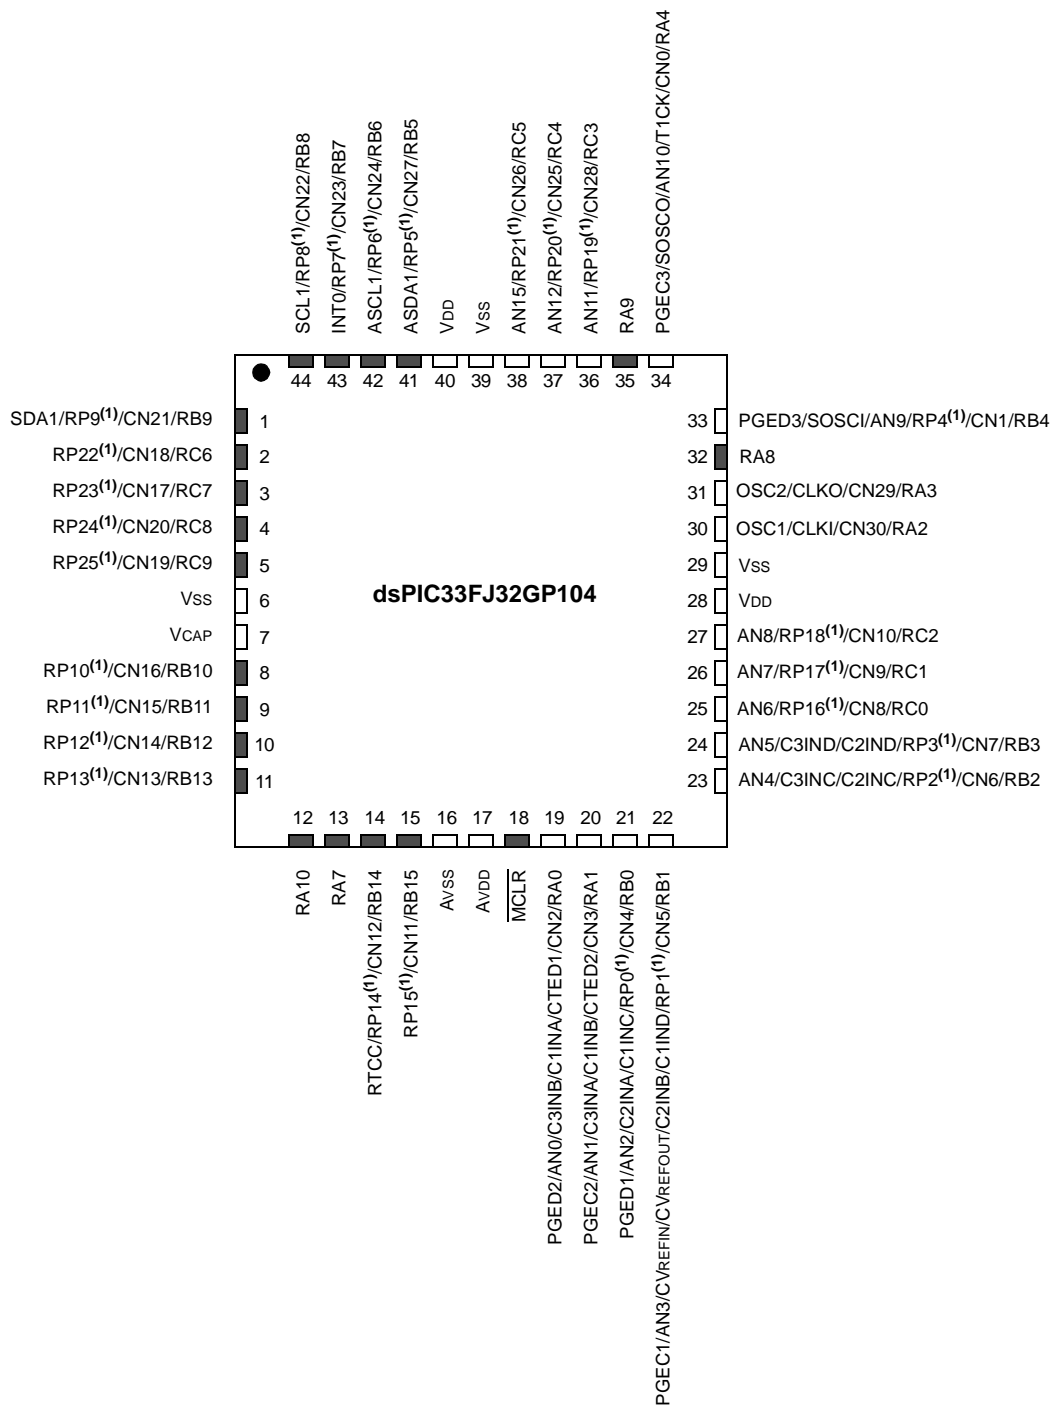 SCL1/RP8(1)/CN22/RB8
INT0/RP7(1)/CN23/RB7
ASCL1/RP6(1)/CN24/RB6
ASDA1/RP5(1)/CN27/RB5
VDD
VSS
AN15/RP21(1)/CN26/RC5
AN12/RP20(1)/CN25/RC4
AN11/RP19(1)/CN28/RC3
RA9
PGEC3/SOSCO/AN10/T1CK/CN0/RA4
44 43 42 41 40 39 38 37 36 35 34
SDA1/RP9(1)/CN21/RB9 1
RP22(1)/CN18/RC6 2
RP23(1)/CN17/RC7 3
RP24(1)/CN20/RC8 4
RP25(1)/CN19/RC9 5
VSS 6
VCAP 7
RP10(1)/CN16/RB10 8
RP11(1)/CN15/RB11 9
RP12(1)/CN14/RB12 10
RP13(1)/CN13/RB13 11
dsPIC33FJ32GP104
33 PGED3/SOSCI/AN9/RP4(1)/CN1/RB4
32 RA8
31 OSC2/CLKO/CN29/RA3
30 OSC1/CLKI/CN30/RA2
29 VSS
28 VDD
27 AN8/RP18(1)/CN10/RC2
26 AN7/RP17(1)/CN9/RC1
25 AN6/RP16(1)/CN8/RC0
24 AN5/C3IND/C2IND/RP3(1)/CN7/RB3
23 AN4/C3INC/C2INC/RP2(1)/CN6/RB2
12 13 14 15 16 17 18 19 20 21 22
RA10
RA7
RTCC/RP14(1)/CN12/RB14
RP15(1)/CN11/RB15
AVSS
AVDD
MCLR
PGED2/AN0/C3INB/C1INA/CTED1/CN2/RA0
PGEC2/AN1/C3INA/C1INB/CTED2/CN3/RA1
PGED1/AN2/C2INA/C1INC/RP0(1)/CN4/RB0
PGEC1/AN3/CVREFIN/CVREFOUT/C2INB/C1IND/RP1(1)/CN5/RB1